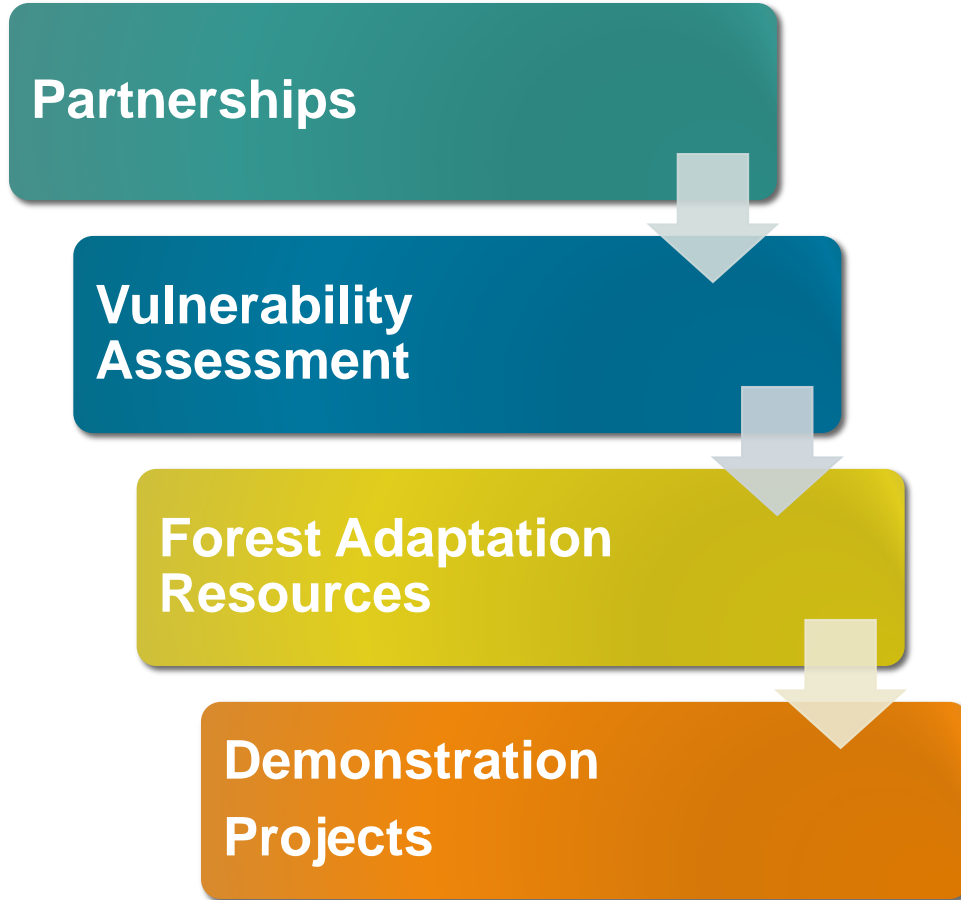 Partnerships
Vulnerability
Assessment
Forest Adaptation
Resources
Demonstration
Projects